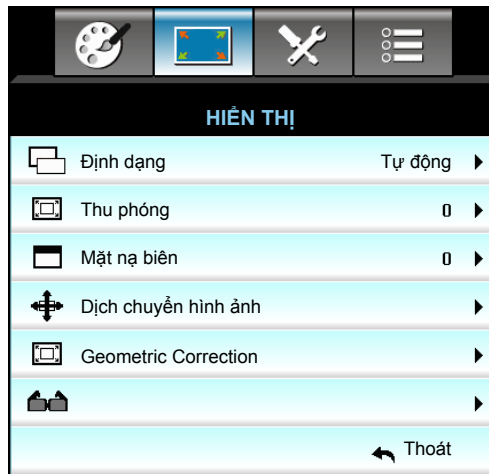 HIỂN THỊ
Định dạng Tự động
Thu phóng 0
Mặt nạ biên 0
Dịch chuyển hình ảnh
Geometric Correction
Thoát